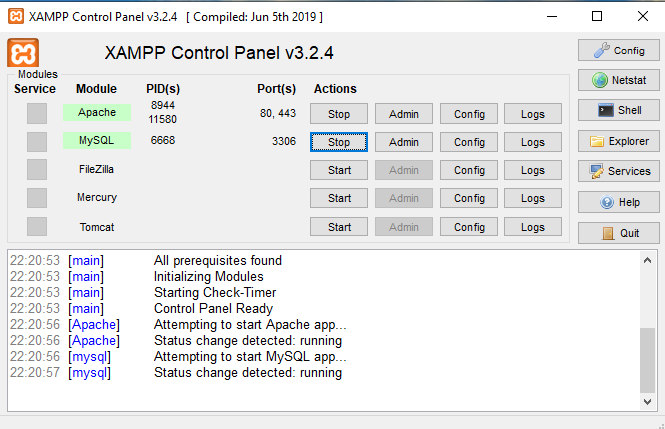 XAMPP Control Panel v3.2.4 [ Compiled: Jun 5th 2019 ]
XAMPP Control Panel v3.2.4
Config
Modules
Service Module PID(s) Port(s) Actions
Netstat
Apache 8944 11580 80, 443 Stop Admin Config Logs
Shell
MySQL 6668 3306 Stop Admin Config Logs
Explorer
FileZilla Start Admin Config Logs
Services
Mercury Start Admin Config Logs
Help
Tomcat Start Admin Config Logs
Quit
22:20:53 [main] All prerequisites found
22:20:53 [main] Initializing Modules
22:20:53 [main] Starting Check-Timer
22:20:53 [main] Control Panel Ready
22:20:56 [Apache] Attempting to start Apache app...
22:20:56 [Apache] Status change detected: running
22:20:56 [mysql] Attempting to start MySQL app...
22:20:57 [mysql] Status change detected: running